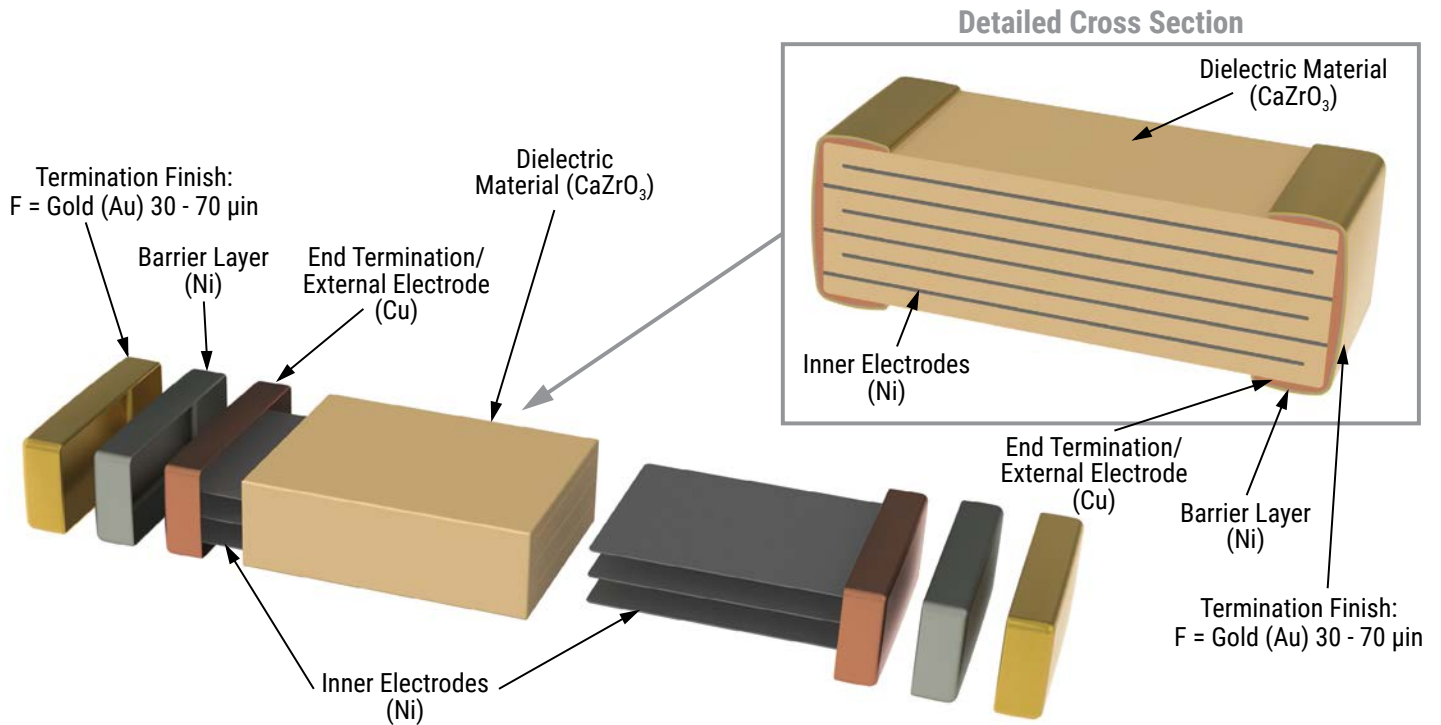 Detailed Cross Section
Dielectric Material
(CaZrO₃)
Inner Electrodes
(Ni)
End Termination/
External Electrode
(Cu)
Barrier Layer
(Ni)
Termination Finish:
F = Gold (Au) 30 - 70 µin
Termination Finish:
F = Gold (Au) 30 - 70 µin
Barrier Layer
(Ni)
End Termination/
External Electrode
(Cu)
Dielectric
Material (CaZrO₃)
Inner Electrodes
(Ni)